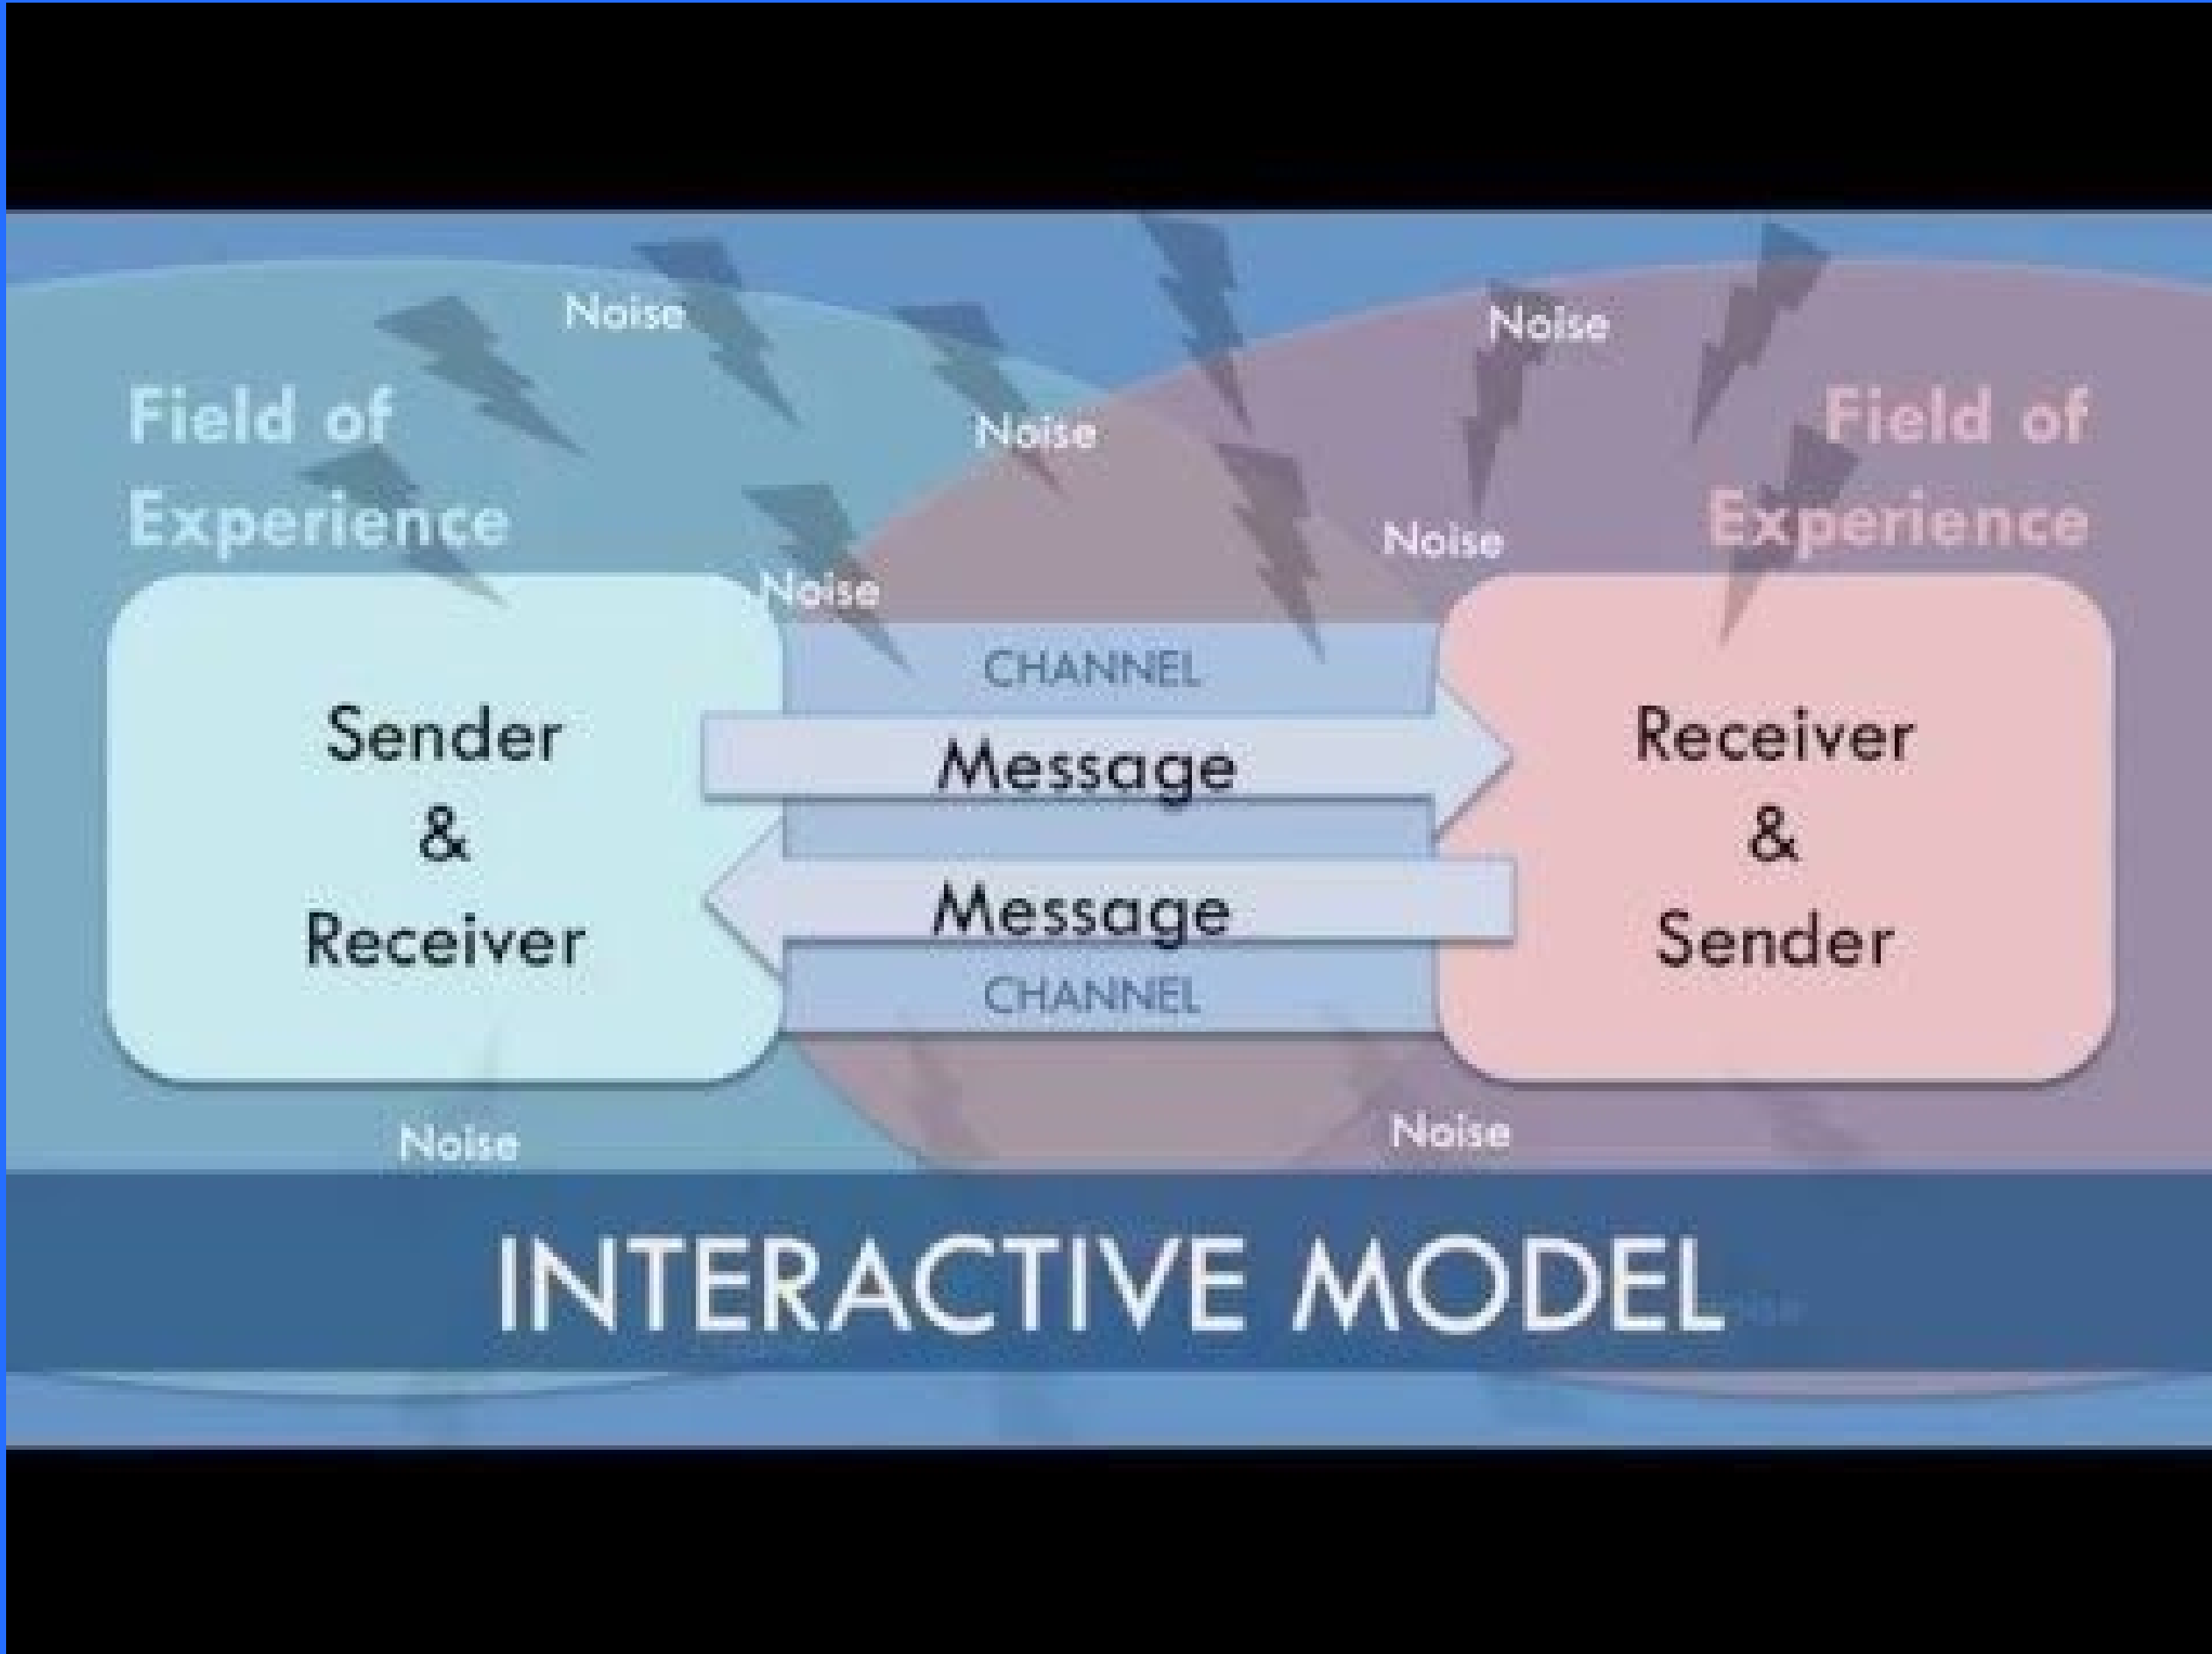 Noise
Noise
Field of
Experience
Noise
Field of
Experience
Noise
Noise
CHANNEL
Sender
&
Receiver
Message
Message
Receiver
&
Sender
CHANNEL
Noise
Noise
INTERACTIVE MODEL